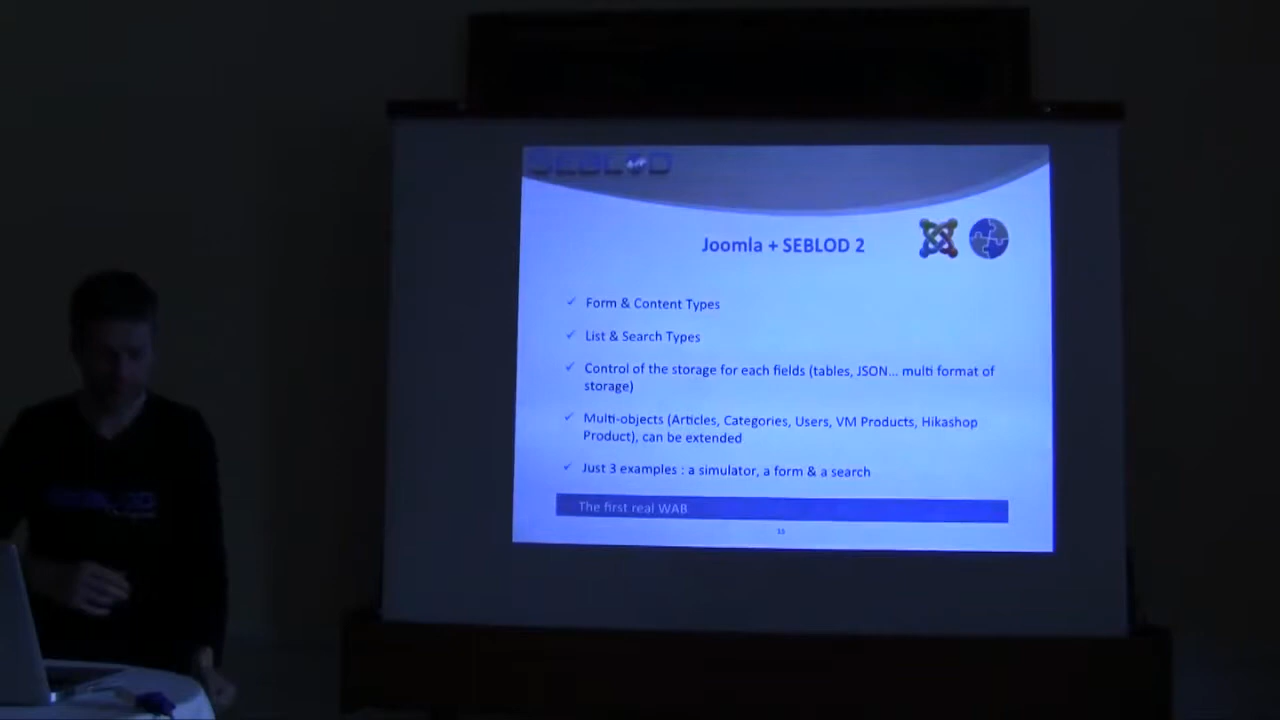 SEBLOD
Joomla + SEBLOD 2
Form & Content Types
List & Search Types
Control of the storage for each fields (tables, JSON... multi format of
storage)
Multi-objects (Articles, Categories, Users, VM Products, Hikashop
Product), can be extended
Just 3 examples : a simulator, a form & a search
The first real WAB